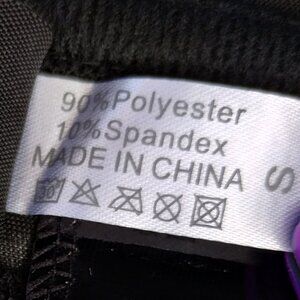 90%Polyester
10%Spandex
MADE IN CHINA
S